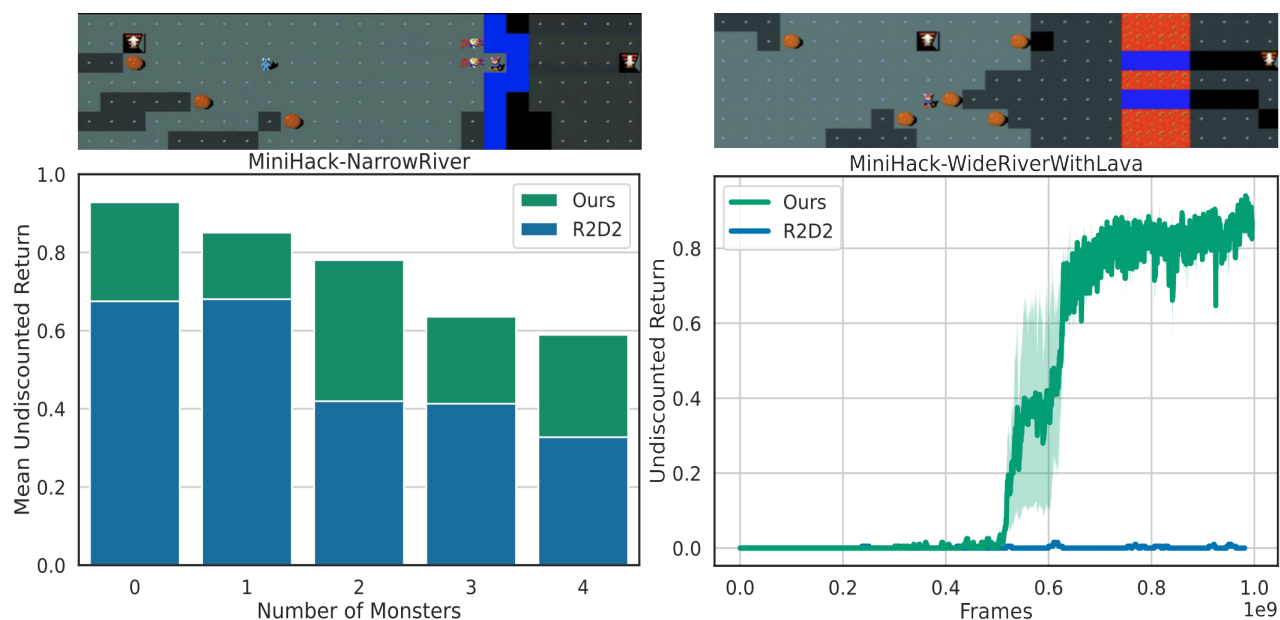 MiniHack-NarrowRiver
1.0
0.8
0.6
0.4
0.2
0.0
Mean Undiscounted Return
Ours
R2D2
0 1 2 3 4
Number of Monsters
MiniHack-WideRiverWithLava
0.8
0.6
0.4
0.2
0.0
Undiscounted Return
Ours
R2D2
0.0 0.2 0.4 0.6 0.8 1.0
1e9
Frames